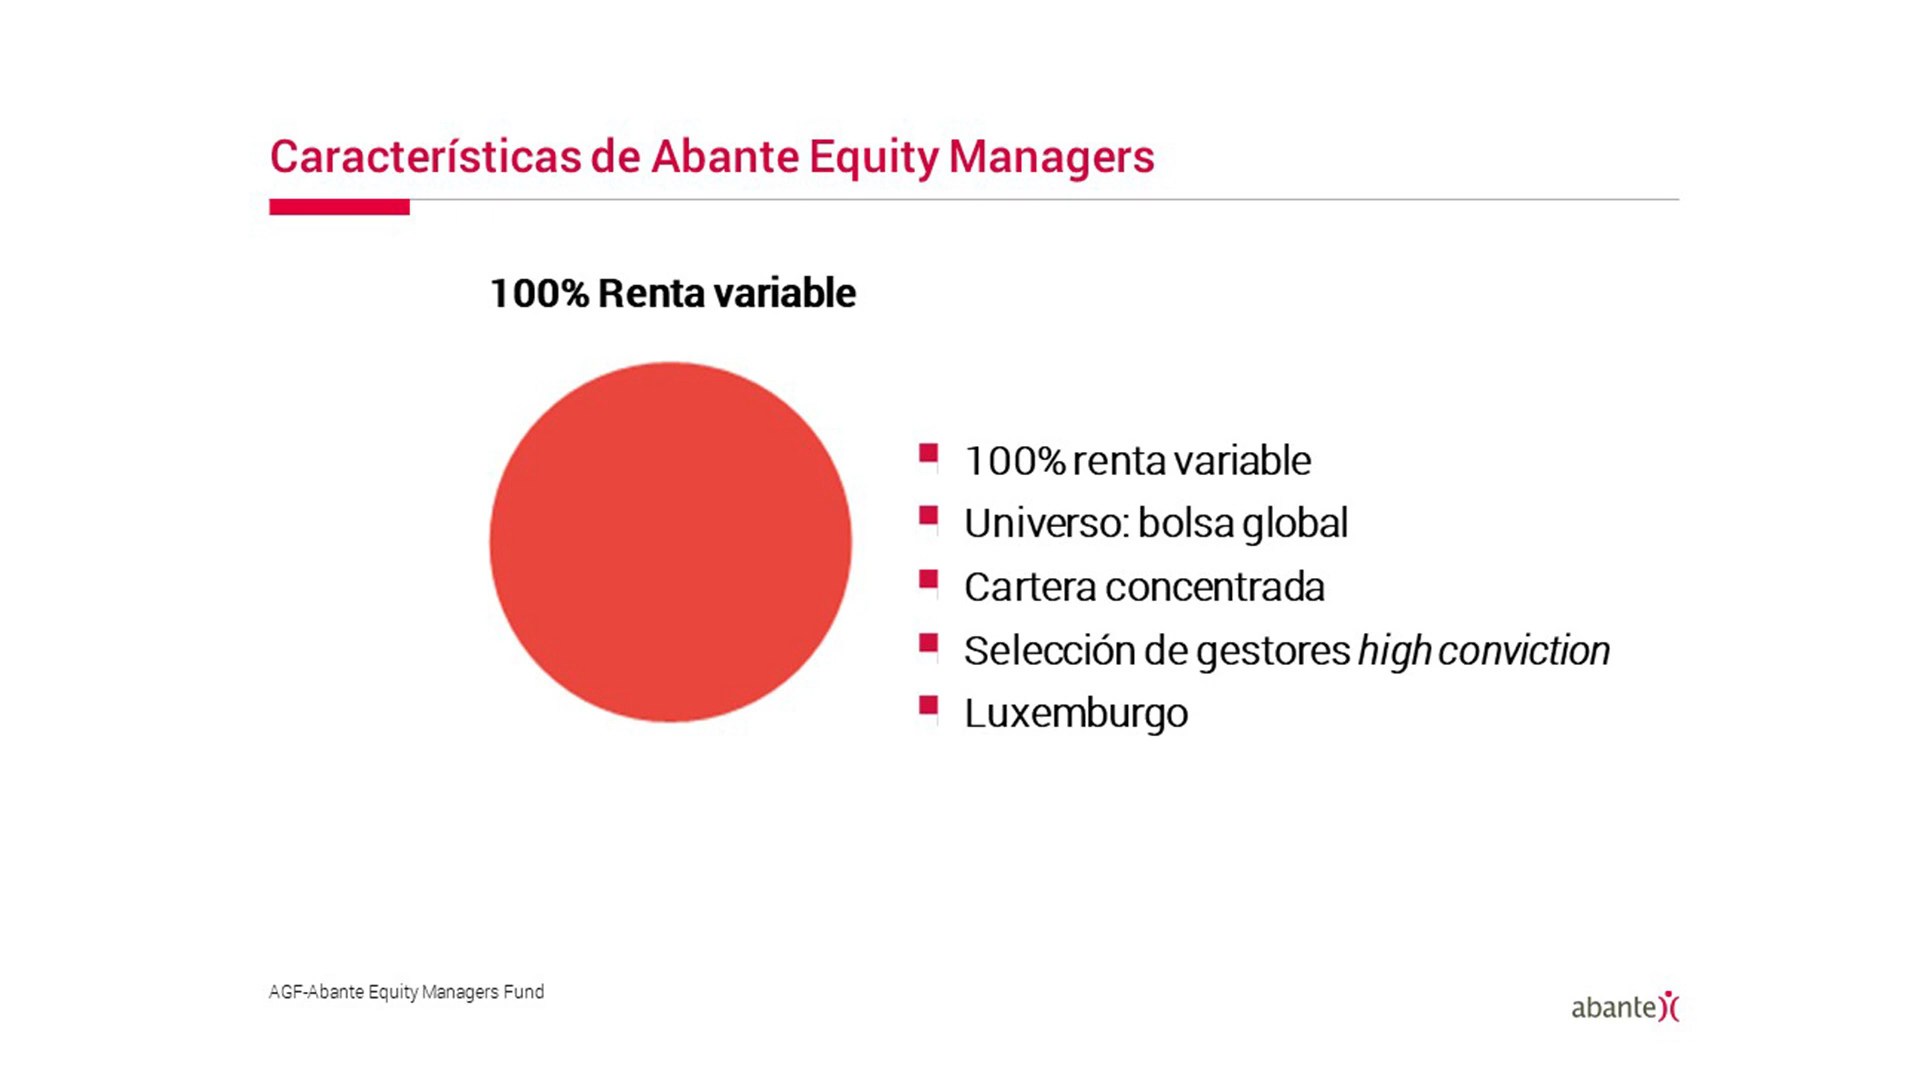 Características de Abante Equity Managers
100% Renta variable
100% renta variable
Universo: bolsa global
Cartera concentrada
Selección de gestores high conviction
Luxemburgo
AGF-Abante Equity Managers Fund
abante